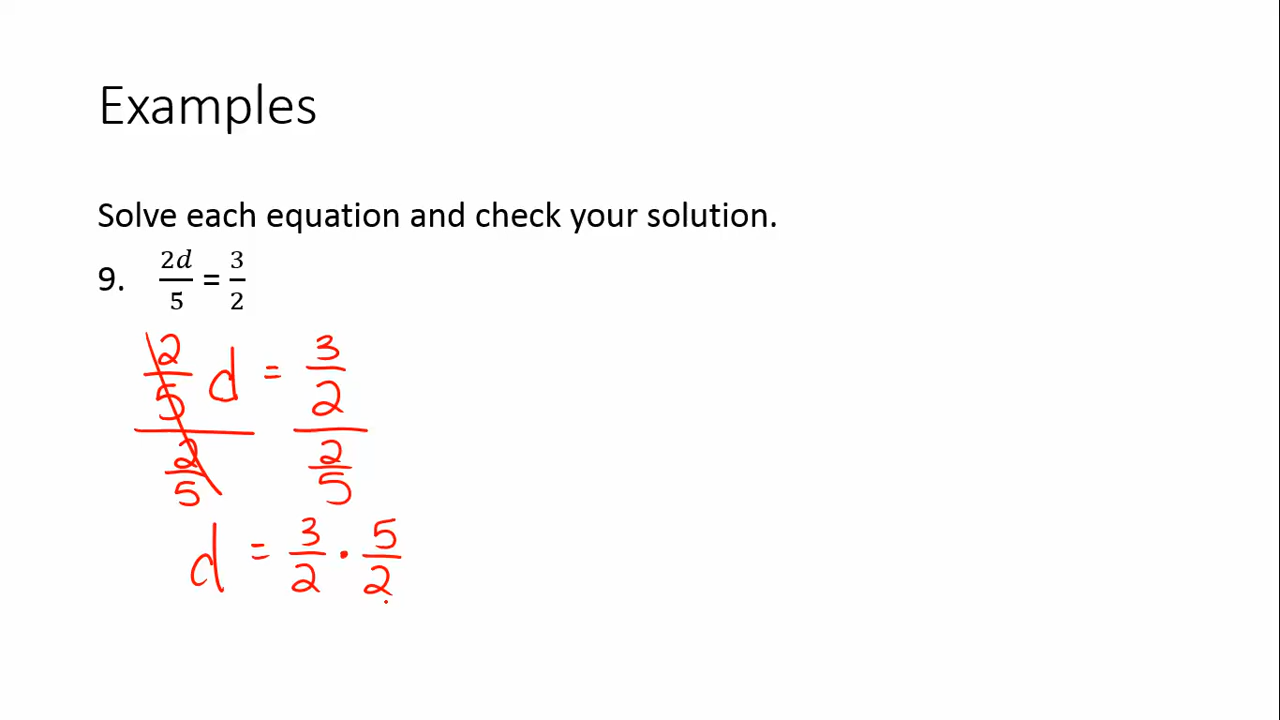 Examples
Solve each equation and check your solution.
9. 2d/5 = 3/2
2/5 d = 3/2
2/5 2/5
d = 3/2 · 5/2